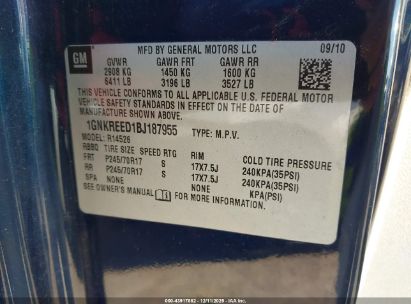 GM
MFD BY GENERAL MOTORS LLC 09/10
GVWR GAWR FRT GAWR RR
2908 KG 1450 KG 1600 KG
6411 LB 3196 LB 3527 LB
THIS VEHICLE CONFORMS TO ALL APPLICABLE U.S. FEDERAL MOTOR
VEHICLE SAFETY STANDARDS IN EFFECT ON THE DATE OF
MANUFACTURE SHOWN ABOVE.
1GNKREED1BJ187955 TYPE: M.P.V.
MODEL: R14526
RBBQ TIRE SIZE SPEED RTG RIM COLD TIRE PRESSURE
FRT P245/70R17 S 17X7.5J 240KPA(35PSI)
RR P245/70R17 S 17X7.5J 240KPA(35PSI)
SPA NONE NONE KPA(PSI)
SEE OWNER'S MANUAL FOR ADDITIONAL INFORMATION.